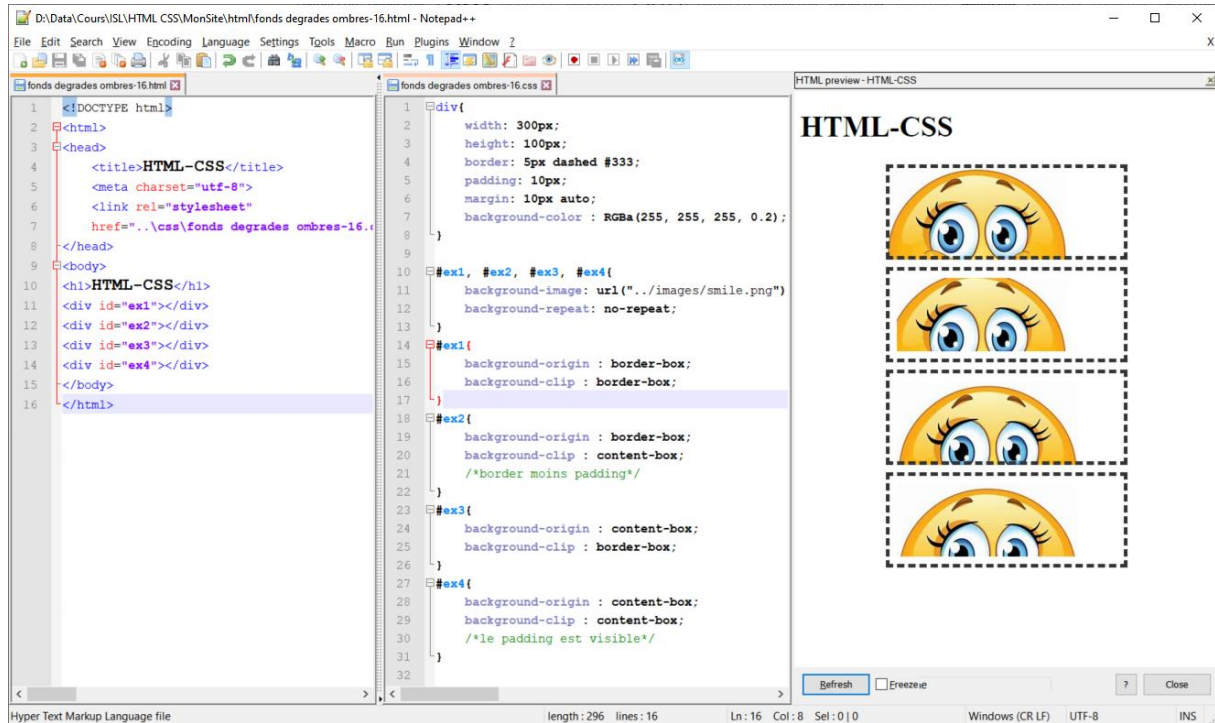 D:\Data\Cours\ISL\HTML CSS\MonSite\html\fonds degrades ombres-16.html - Notepad++
File Edit Search View Encoding Language Settings Tools Macro Run Plugins Window ?
X
fonds degrades ombres-16.html
1 <!DOCTYPE html>
2 <html>
3 <head>
4 <title>HTML-CSS</title>
5 <meta charset="utf-8">
6 <link rel="stylesheet"
7 href="..\css\fonds degrades ombres-16.c
8 </head>
9 <body>
10 <h1>HTML-CSS</h1>
11 <div id="ex1"></div>
12 <div id="ex2"></div>
13 <div id="ex3"></div>
14 <div id="ex4"></div>
15 </body>
16 </html>
fonds degrades ombres-16.css
1 div{
2 width: 300px;
3 height: 100px;
4 border: 5px dashed #333;
5 padding: 10px;
6 margin: 10px auto;
7 background-color : RGBa(255, 255, 255, 0.2);
8 }
9
10 #ex1, #ex2, #ex3, #ex4{
11 background-image: url("../images/smile.png")
12 background-repeat: no-repeat;
13 }
14 #ex1{
15 background-origin : border-box;
16 background-clip : border-box;
17 }
18 #ex2{
19 background-origin : border-box;
20 background-clip : content-box;
21 /*border moins padding*/
22 }
23 #ex3{
24 background-origin : content-box;
25 background-clip : border-box;
26 }
27 #ex4{
28 background-origin : content-box;
29 background-clip : content-box;
30 /*le padding est visible*/
31 }
32
HTML preview - HTML-CSS
HTML-CSS
Refresh ? Close
Hyper Text Markup Language file length : 296 lines : 16 Ln : 16 Col : 8 Sel : 0 | 0 Windows (CR LF) UTF-8 INS